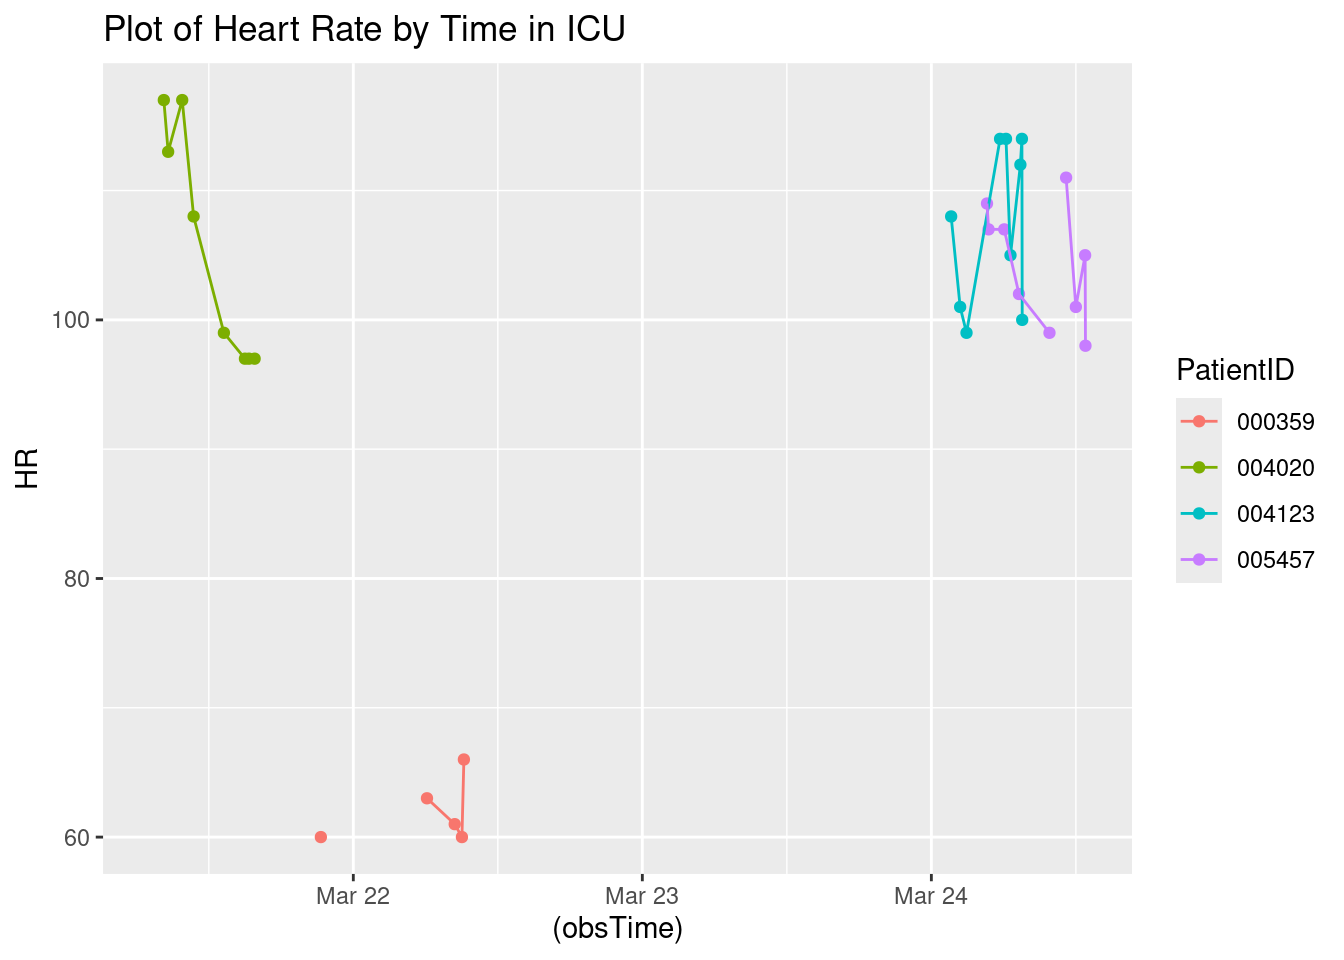 Plot of Heart Rate by Time in ICU
HR
100
80
60
Mar 22
Mar 23
Mar 24
(obsTime)
PatientID
000359
004020
004123
005457